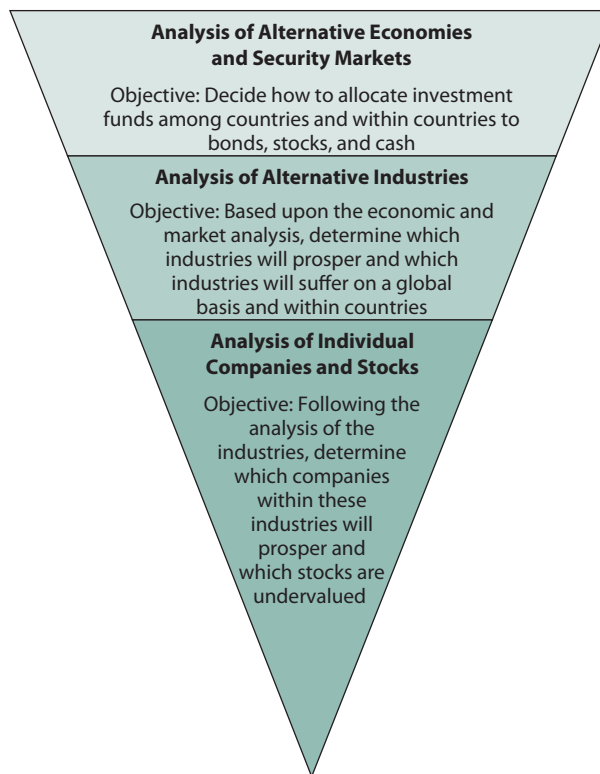 Analysis of Alternative Economies
and Security Markets
Objective: Decide how to allocate investment
funds among countries and within countries to
bonds, stocks, and cash
Analysis of Alternative Industries
Objective: Based upon the economic and
market analysis, determine which
industries will prosper and which
industries will suffer on a global
basis and within countries
Analysis of Individual
Companies and Stocks
Objective: Following the
analysis of the
industries, determine
which companies
within these
industries will
prosper and
which stocks are
undervalued